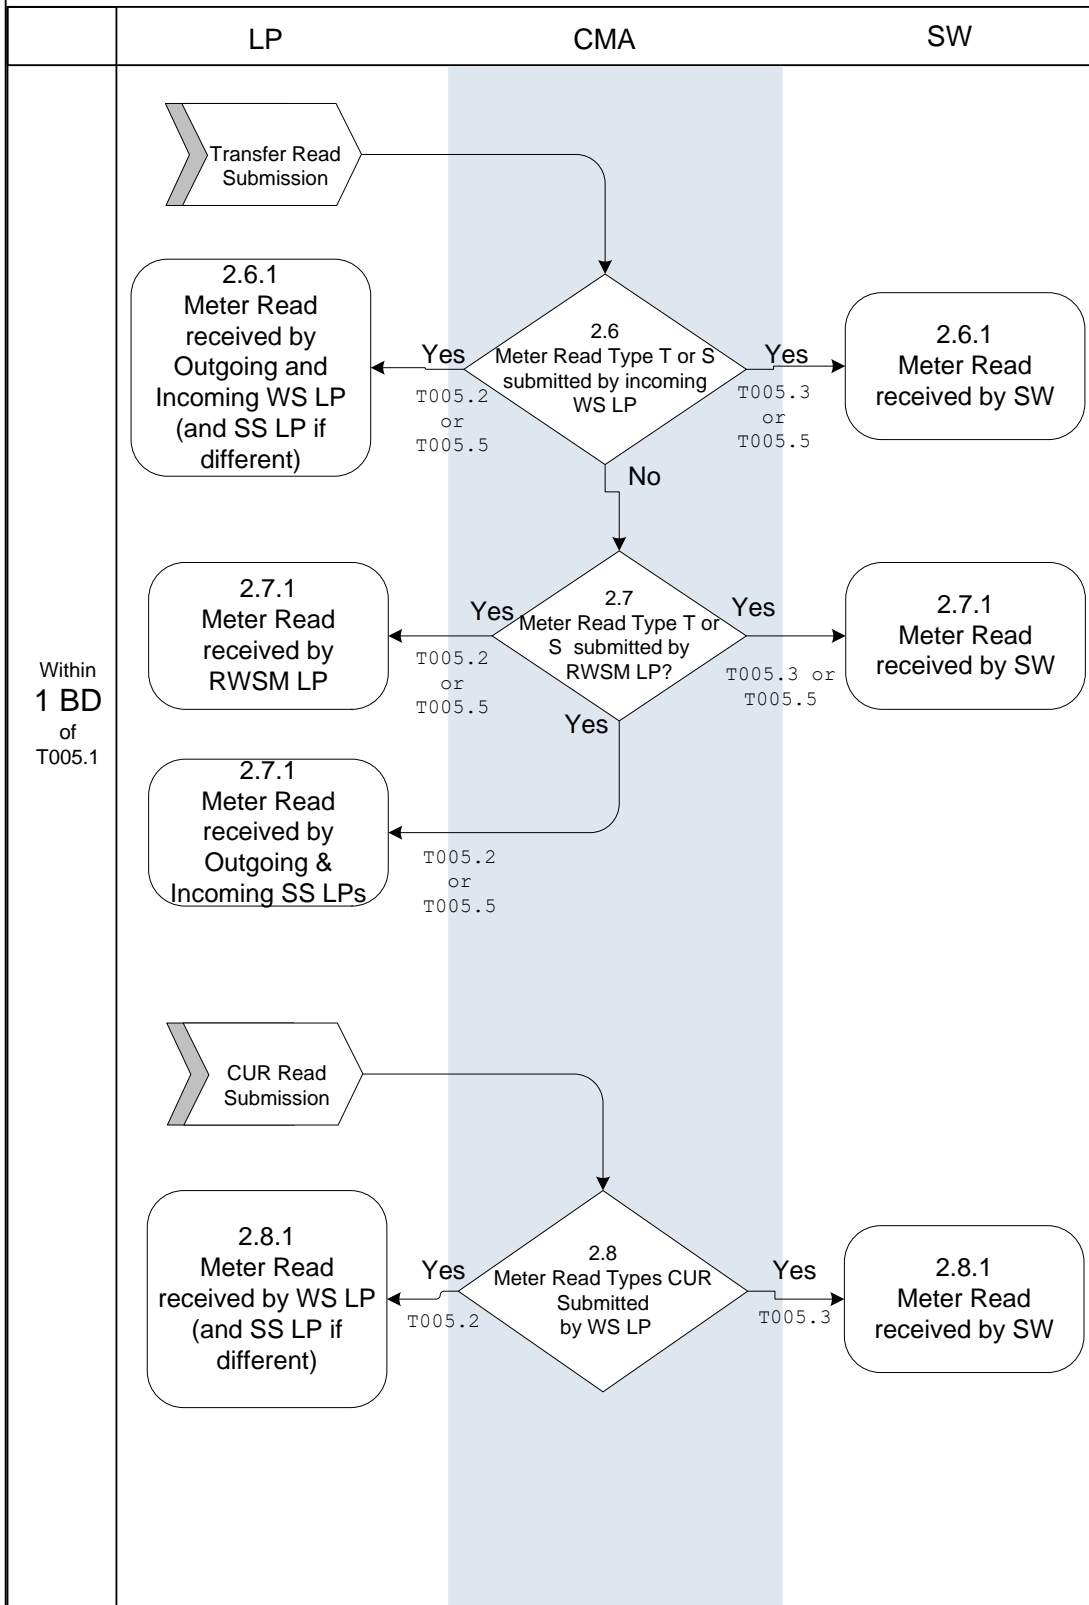 LP
CMA
SW
Transfer Read
Submission
2.6.1
Meter Read
received by
Outgoing and
Incoming WS LP
(and SS LP if
different)
Yes
T005.2
or
T005.5
2.6
Meter Read Type T or S
submitted by incoming
WS LP
Yes
T005.3
or
T005.5
2.6.1
Meter Read
received by SW
No
Within
1 BD
of
T005.1
2.7.1
Meter Read
received by
RWSM LP
Yes
T005.2
or
T005.5
2.7
Meter Read Type T or
S submitted by
RWSM LP?
Yes
T005.3 or
T005.5
2.7.1
Meter Read
received by SW
Yes
2.7.1
Meter Read
received by
Outgoing &
Incoming SS LPs
T005.2
or
T005.5
CUR Read
Submission
2.8.1
Meter Read
received by WS LP
(and SS LP if
different)
Yes
T005.2
2.8
Meter Read Types CUR
Submitted
by WS LP
Yes
T005.3
2.8.1
Meter Read
received by SW